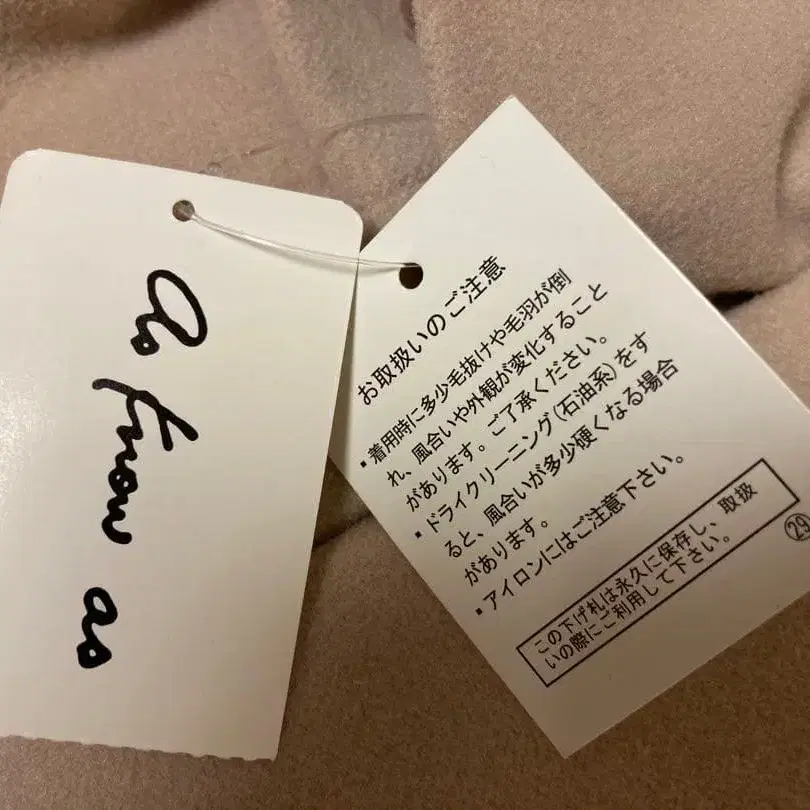 as know as
お取扱いのご注意
▪着用時に多少毛抜けや毛羽が倒
れ、風合いや外観が変化すること
があります。ご了承ください。
▪ドライクリーニング(石油系)をす
ると、風合いが多少硬くなる場合
があります。
▪アイロンにはご注意下さい。
この下げ札は永久に保存し、取扱
いの際にご利用して下さい。
㉙